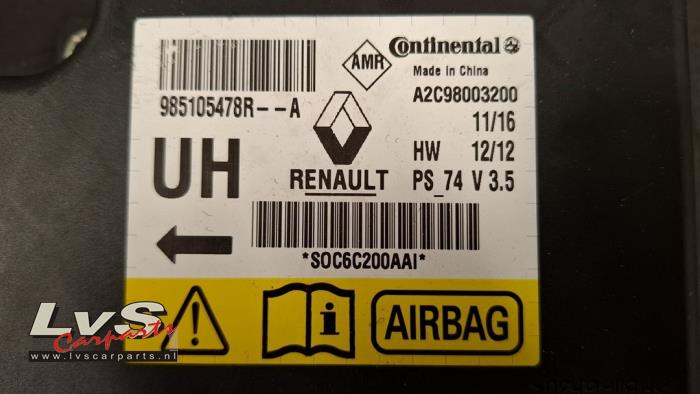 Continental
AMR
Made in China
985105478R--A
A2C98003200
11/16
UH
HW 12/12
RENAULT
PS_74 V 3.5
*SOC6C200AAI*
i
AIRBAG
LvS
Carparts
www.lvscarparts.nl